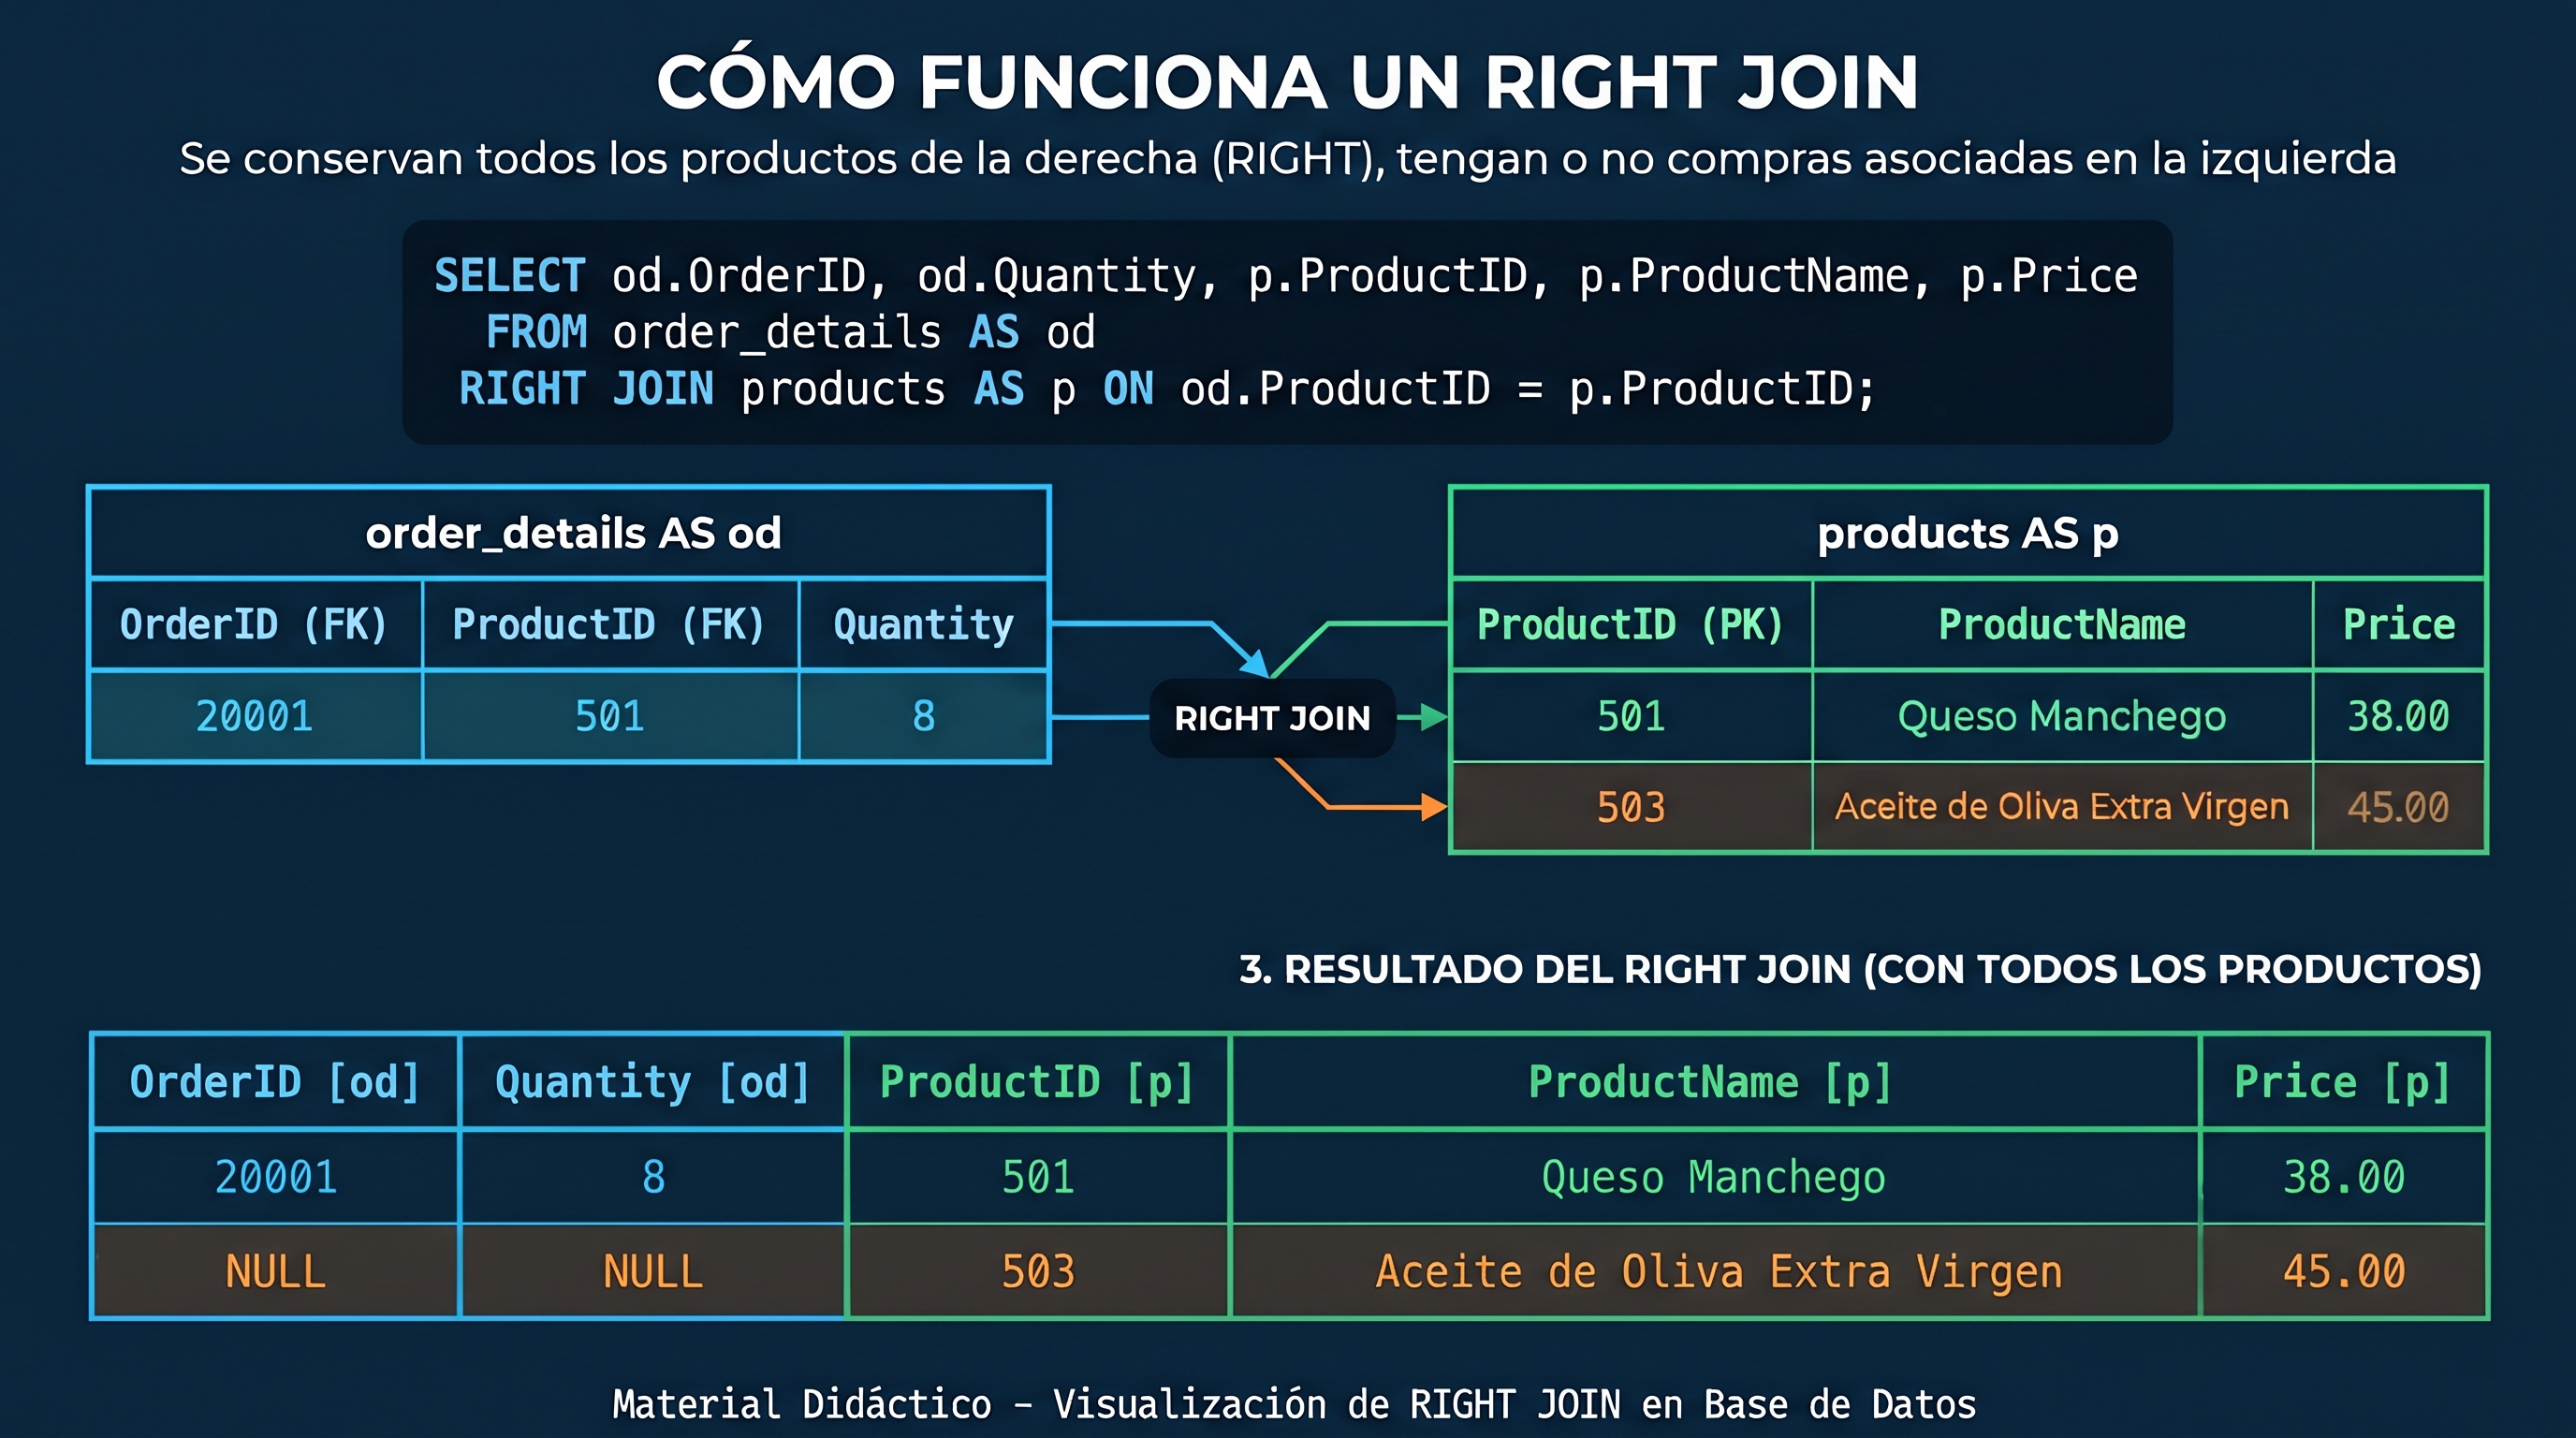 CÓMO FUNCIONA UN RIGHT JOIN
Se conservan todos los productos de la derecha (RIGHT), tengan o no compras asociadas en la izquierda
SELECT od.OrderID, od.Quantity, p.ProductID, p.ProductName, p.Price
FROM order_details AS od
RIGHT JOIN products AS p ON od.ProductID = p.ProductID;
order_details AS od
OrderID (FK) ProductID (FK) Quantity
20001 501 8
RIGHT JOIN
products AS p
ProductID (PK) ProductName Price
501 Queso Manchego 38.00
503 Aceite de Oliva Extra Virgen 45.00
3. RESULTADO DEL RIGHT JOIN (CON TODOS LOS PRODUCTOS)
OrderID [od] Quantity [od] ProductID [p] ProductName [p] Price [p]
20001 8 501 Queso Manchego 38.00
NULL NULL 503 Aceite de Oliva Extra Virgen 45.00
Material Didáctico - Visualización de RIGHT JOIN en Base de Datos